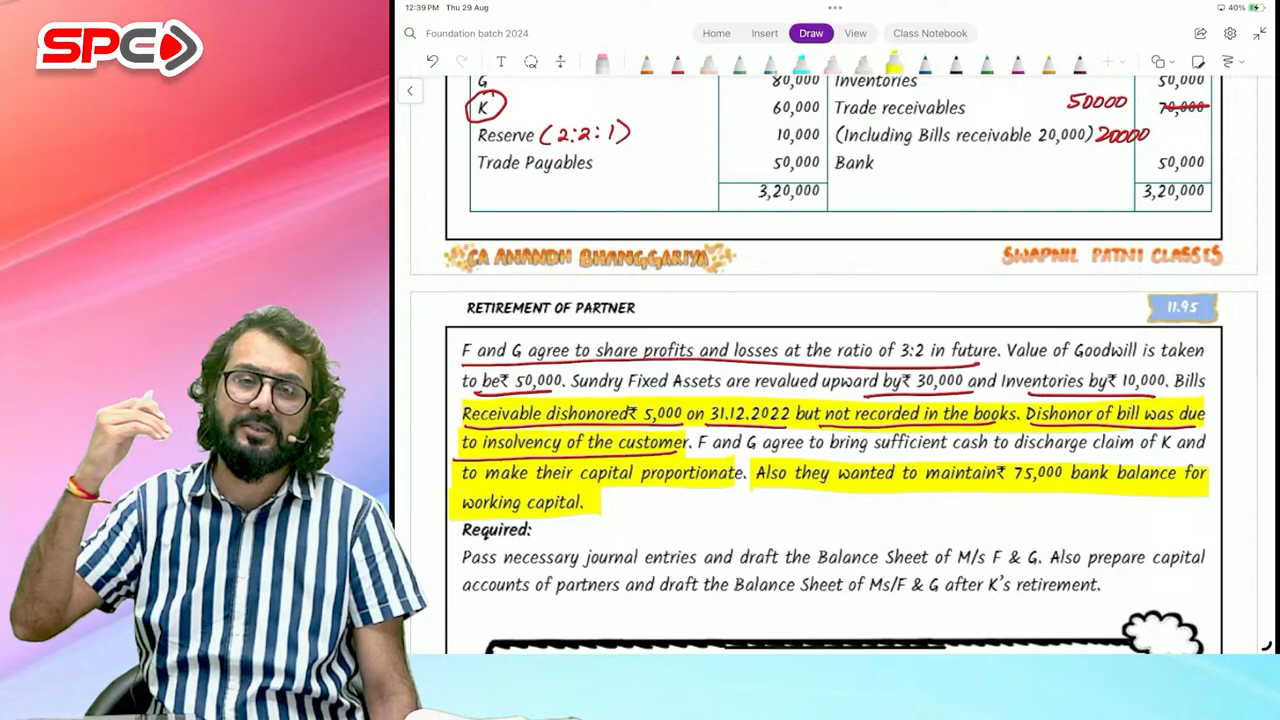 SPC
12:39 PM Thu 29 Aug
40%
Foundation batch 2024
Home Insert Draw View Class Notebook
G 80,000 Inventories 50,000
K 60,000 Trade receivables 50000 70,000
Reserve (2:2:1) 10,000 (Including Bills receivable 20,000) 20000
Trade Payables 50,000 Bank 50,000
3,20,000 3,20,000
CA ANANDH BHANGGARIYA SWAPNIL PATNI CLASSES
RETIREMENT OF PARTNER 11.95
F and G agree to share profits and losses at the ratio of 3:2 in future. Value of Goodwill is taken
to be₹ 50,000. Sundry Fixed Assets are revalued upward by₹ 30,000 and Inventories by₹ 10,000. Bills
Receivable dishonored₹ 5,000 on 31.12.2022 but not recorded in the books. Dishonor of bill was due
to insolvency of the customer. F and G agree to bring sufficient cash to discharge claim of K and
to make their capital proportionate. Also they wanted to maintain₹ 75,000 bank balance for
working capital.
Required:
Pass necessary journal entries and draft the Balance Sheet of M/s F & G. Also prepare capital
accounts of partners and draft the Balance Sheet of Ms/F & G after K's retirement.